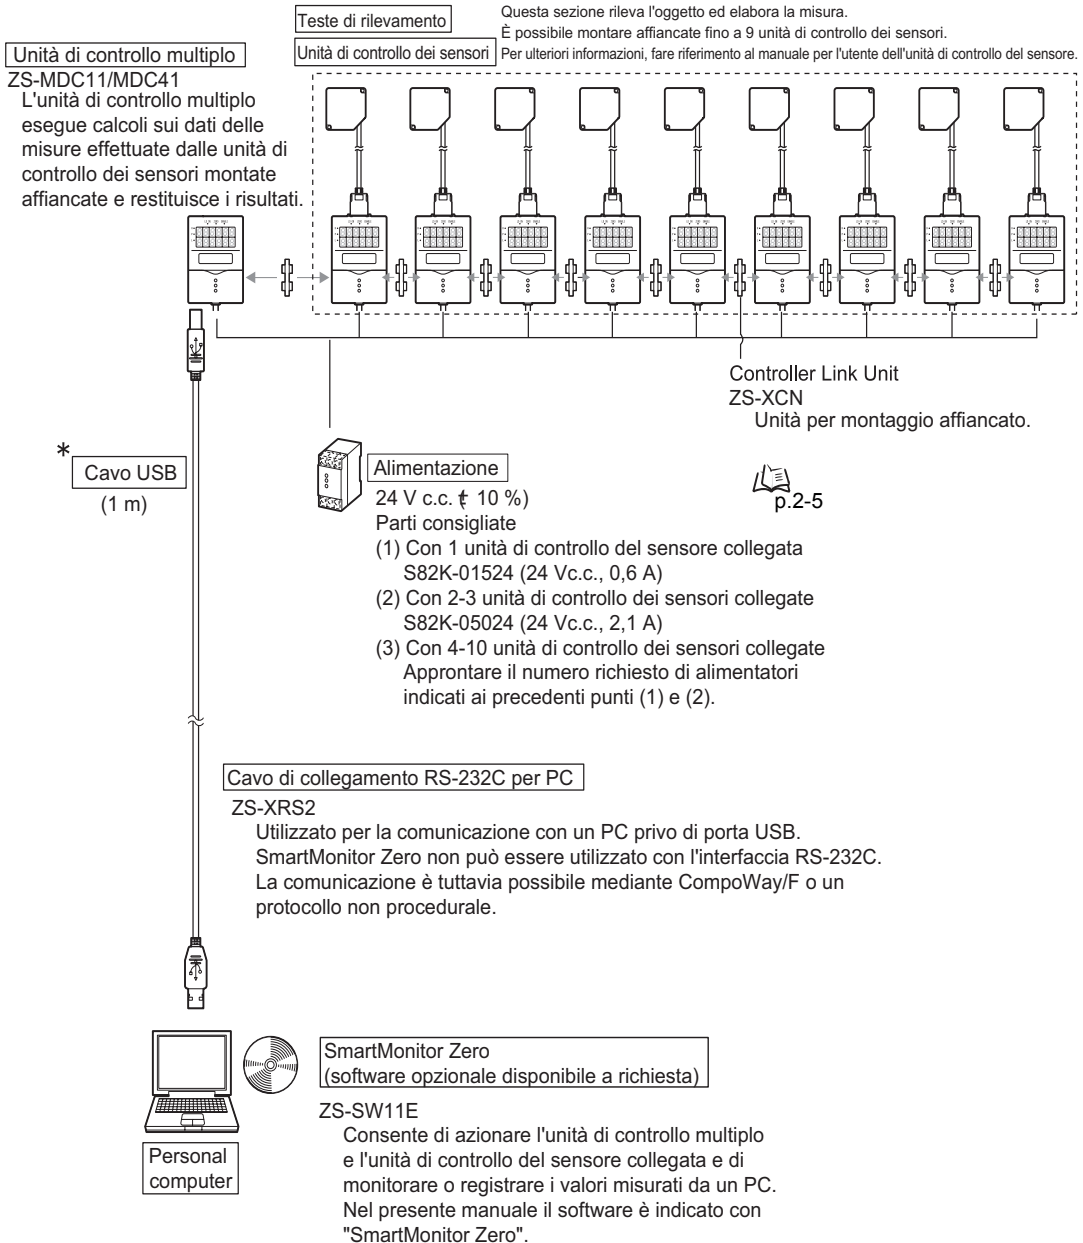 Teste di rilevamento
Questa sezione rileva l'oggetto ed elabora la misura.
È possibile montare affiancate fino a 9 unità di controllo dei sensori.
Unità di controllo dei sensori
Per ulteriori informazioni, fare riferimento al manuale per l'utente dell'unità di controllo del sensore.
Unità di controllo multiplo
ZS-MDC11/MDC41
L'unità di controllo multiplo
esegue calcoli sui dati delle
misure effettuate dalle unità di
controllo dei sensori montate
affiancate e restituisce i risultati.
Controller Link Unit
ZS-XCN
Unità per montaggio affiancato.
p.2-5
*
Cavo USB
(1 m)
Alimentazione
24 V c.c. ± 10 %)
Parti consigliate
(1) Con 1 unità di controllo del sensore collegata
S82K-01524 (24 Vc.c., 0,6 A)
(2) Con 2-3 unità di controllo dei sensori collegate
S82K-05024 (24 Vc.c., 2,1 A)
(3) Con 4-10 unità di controllo dei sensori collegate
Approntare il numero richiesto di alimentatori
indicati ai precedenti punti (1) e (2).
Cavo di collegamento RS-232C per PC
ZS-XRS2
Utilizzato per la comunicazione con un PC privo di porta USB.
SmartMonitor Zero non può essere utilizzato con l'interfaccia RS-232C.
La comunicazione è tuttavia possibile mediante CompoWay/F o un
protocollo non procedurale.
SmartMonitor Zero
(software opzionale disponibile a richiesta)
ZS-SW11E
Consente di azionare l'unità di controllo multiplo
e l'unità di controllo del sensore collegata e di
monitorare o registrare i valori misurati da un PC.
Nel presente manuale il software è indicato con
"SmartMonitor Zero".
Personal
computer